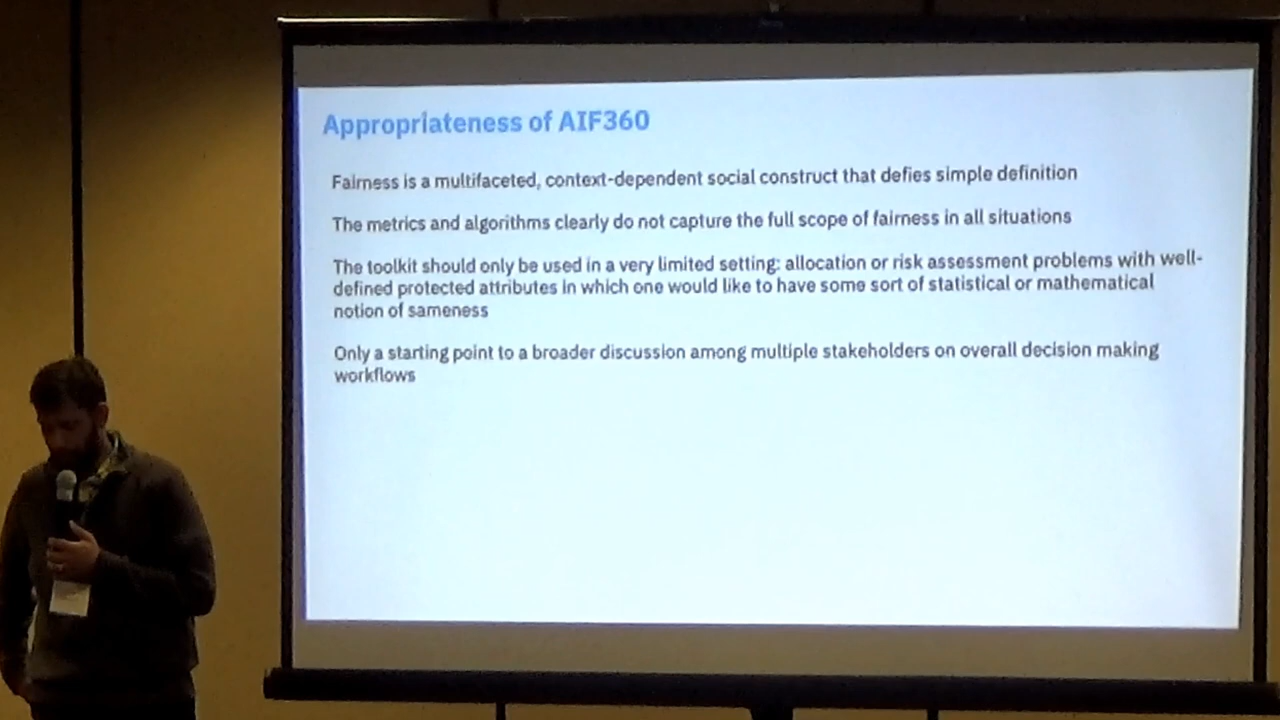 Appropriateness of AIF360
Fairness is a multifaceted, context-dependent social construct that defies simple definition
The metrics and algorithms clearly do not capture the full scope of fairness in all situations
The toolkit should only be used in a very limited setting: allocation or risk assessment problems with well-
defined protected attributes in which one would like to have some sort of statistical or mathematical
notion of sameness
Only a starting point to a broader discussion among multiple stakeholders on overall decision making
workflows